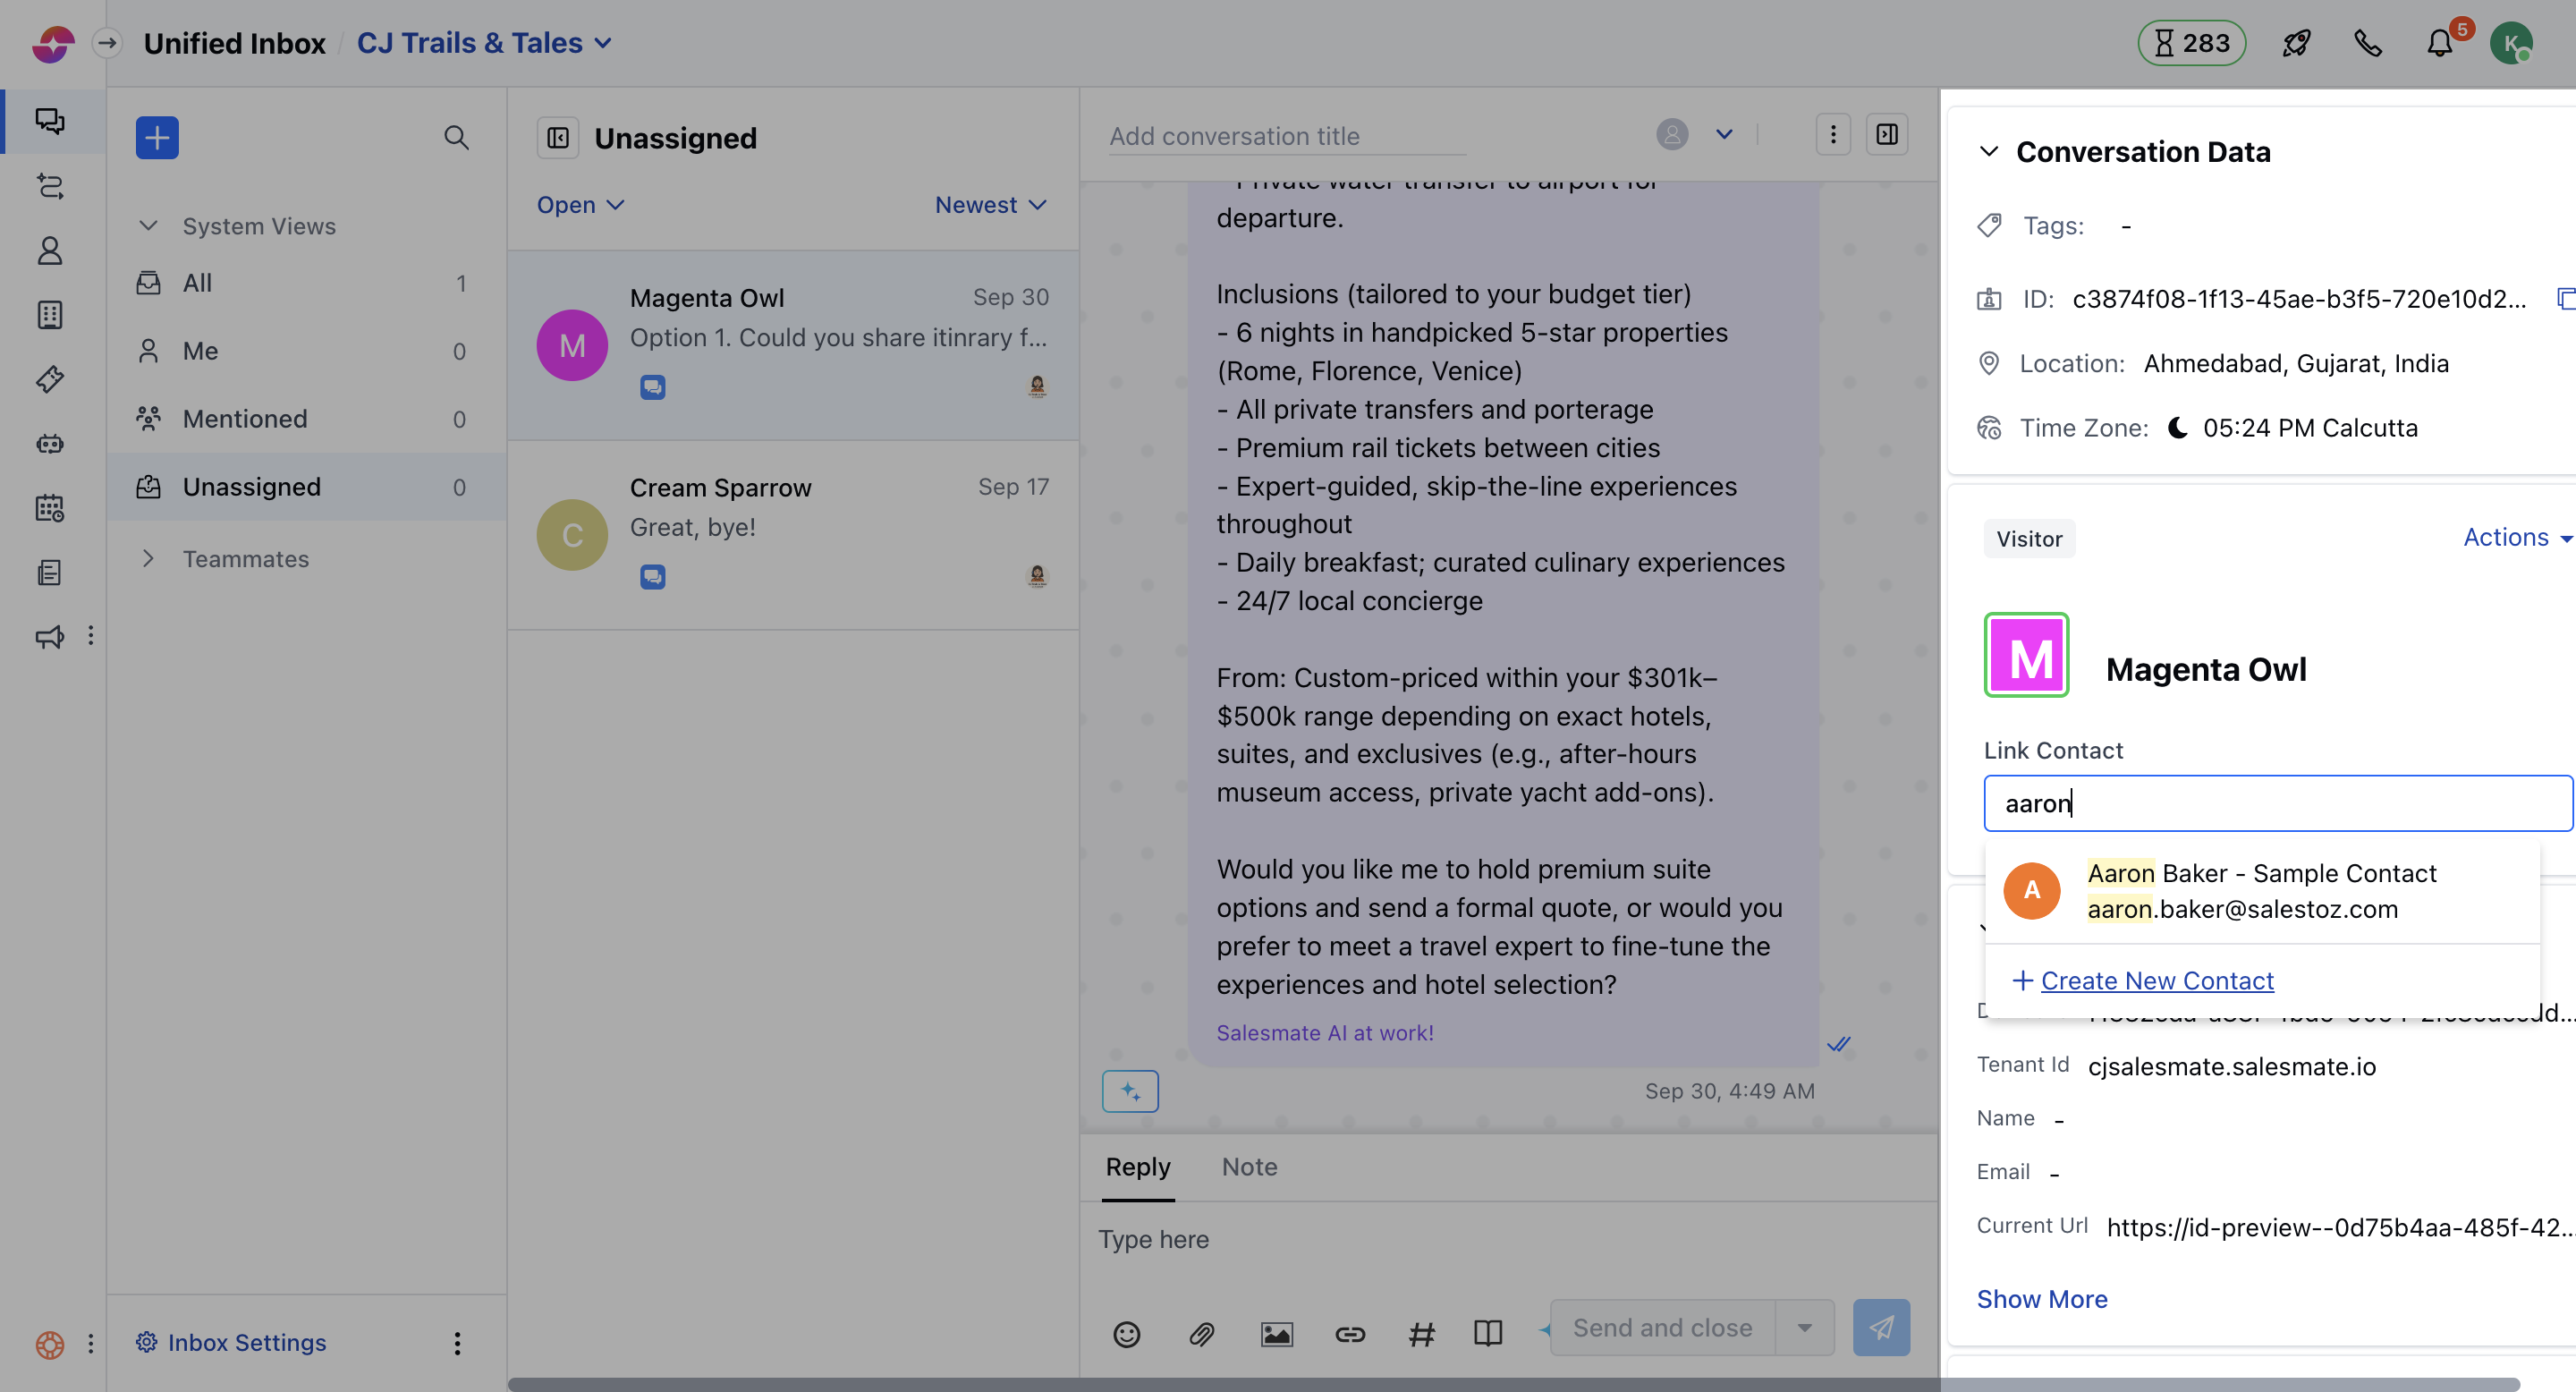 Unified Inbox / CJ Trails & Tales
283
5
K
System Views
All 1
Me 0
Mentioned 0
Unassigned 0
Teammates
Inbox Settings
Unassigned
Open
Newest
M
Magenta Owl Sep 30
Option 1. Could you share itinrary f...
C
Cream Sparrow Sep 17
Great, bye!
Add conversation title
- Private water transfer to airport for
departure.
Inclusions (tailored to your budget tier)
- 6 nights in handpicked 5-star properties
(Rome, Florence, Venice)
- All private transfers and porterage
- Premium rail tickets between cities
- Expert-guided, skip-the-line experiences
throughout
- Daily breakfast; curated culinary experiences
- 24/7 local concierge
From: Custom-priced within your $301k–
$500k range depending on exact hotels,
suites, and exclusives (e.g., after-hours
museum access, private yacht add-ons).
Would you like me to hold premium suite
options and send a formal quote, or would you
prefer to meet a travel expert to fine-tune the
experiences and hotel selection?
Salesmate AI at work!
Sep 30, 4:49 AM
Reply
Note
Type here
Send and close
Conversation Data
Tags: -
ID: c3874f08-1f13-45ae-b3f5-720e10d2...
Location: Ahmedabad, Gujarat, India
Time Zone: 05:24 PM Calcutta
Visitor
Actions
M
Magenta Owl
Link Contact
aaron
A
Aaron Baker - Sample Contact
aaron.baker@salestoz.com
+ Create New Contact
Tenant Id cjsalesmate.salesmate.io
Name -
Email -
Current Url https://id-preview--0d75b4aa-485f-42...
Show More